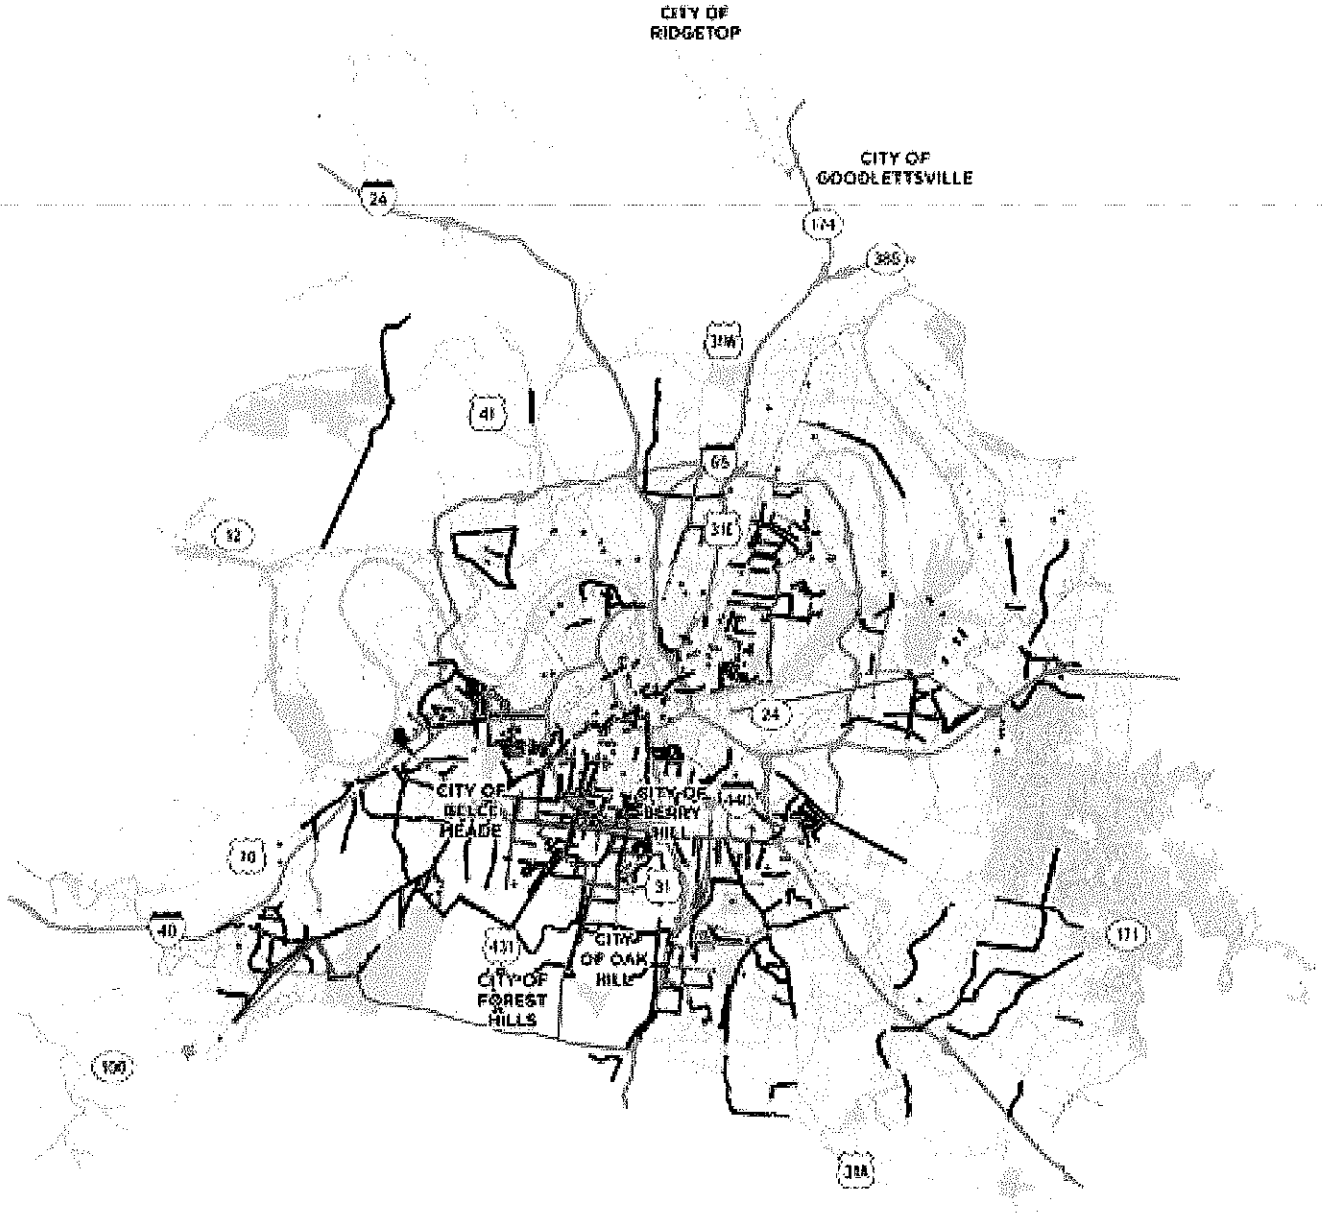 CITY OF
RIDGETOP
CITY OF
GOODLETTSVILLE
24
174
386
31W
41
65
12
31E
24
CITY OF
BELLE
MEADE
CITY OF
BERRY
HILL
440
70
31
40
431
CITY
OF OAK
HILL
171
CITY OF
FOREST
HILLS
100
31A